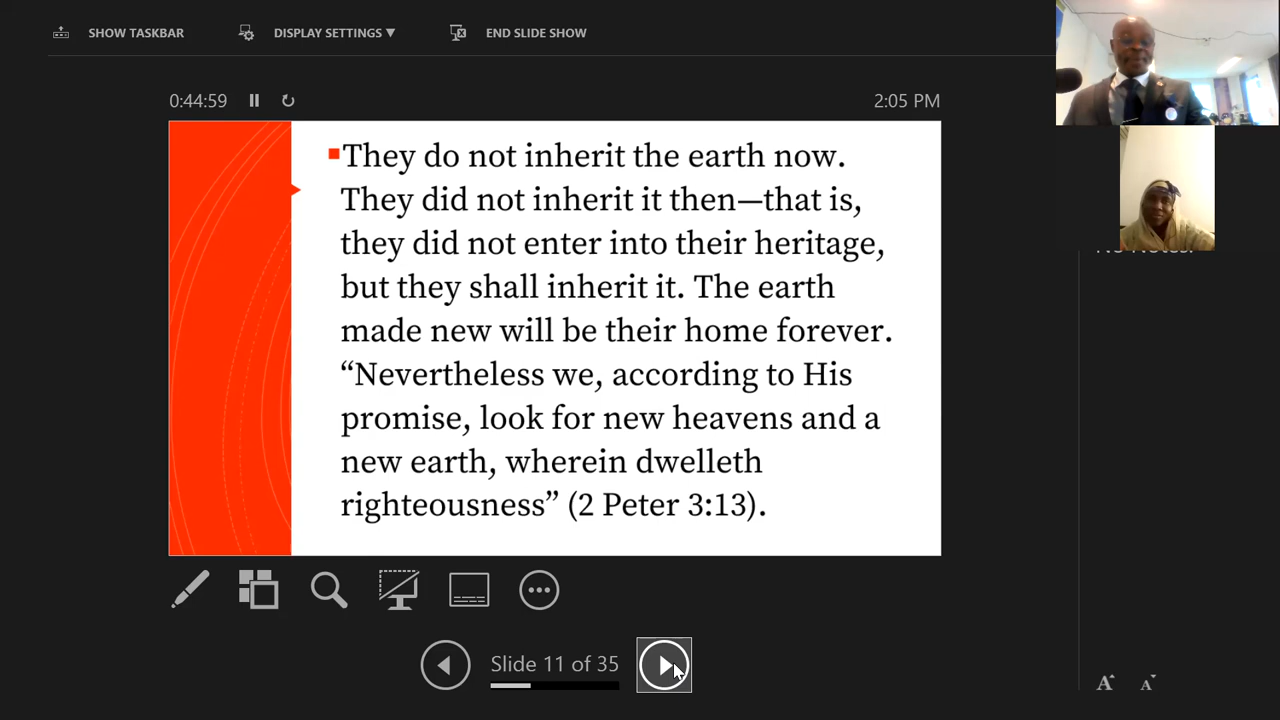 SHOW TASKBAR
DISPLAY SETTINGS ▼
END SLIDE SHOW
0:44:59
2:05 PM
They do not inherit the earth now.
They did not inherit it then—that is,
they did not enter into their heritage,
but they shall inherit it. The earth
made new will be their home forever.
“Nevertheless we, according to His
promise, look for new heavens and a
new earth, wherein dwelleth
righteousness” (2 Peter 3:13).
No Notes.
Slide 11 of 35
A A